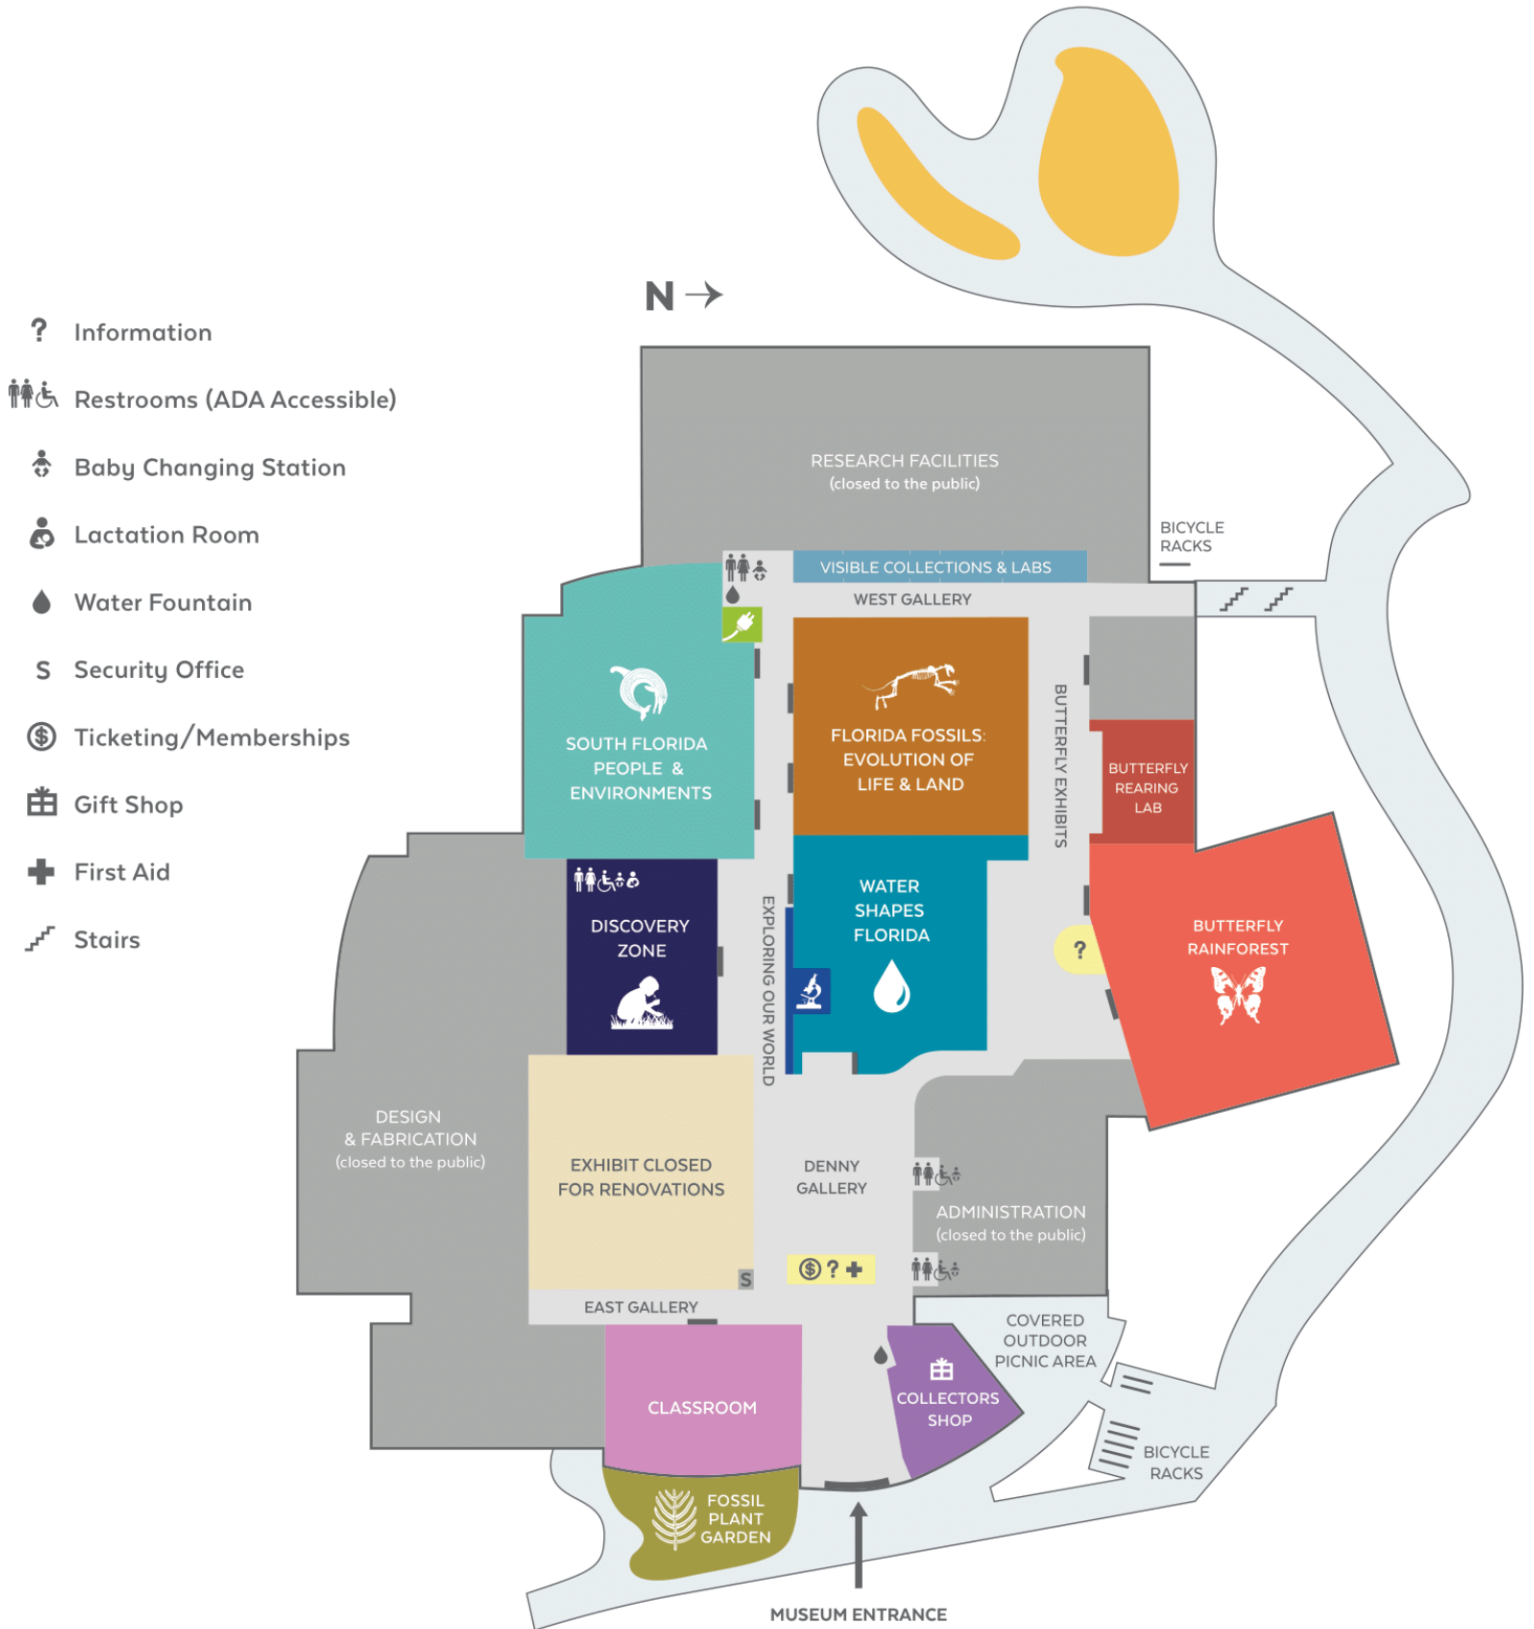 N
?
Information
Restrooms (ADA Accessible)
Baby Changing Station
Lactation Room
Water Fountain
S
Security Office
$
Ticketing/Memberships
Gift Shop
First Aid
Stairs
RESEARCH FACILITIES
(closed to the public)
BICYCLE
RACKS
VISIBLE COLLECTIONS & LABS
WEST GALLERY
SOUTH FLORIDA
PEOPLE &
ENVIRONMENTS
FLORIDA FOSSILS:
EVOLUTION OF
LIFE & LAND
BUTTERFLY EXHIBITS
BUTTERFLY
REARING
LAB
DISCOVERY
ZONE
EXPLORING OUR WORLD
WATER
SHAPES
FLORIDA
?
BUTTERFLY
RAINFOREST
DESIGN
& FABRICATION
(closed to the public)
EXHIBIT CLOSED
FOR RENOVATIONS
S
DENNY
GALLERY
ADMINISTRATION
(closed to the public)
$ ?
EAST GALLERY
COVERED
OUTDOOR
PICNIC AREA
CLASSROOM
COLLECTORS
SHOP
BICYCLE
RACKS
FOSSIL
PLANT
GARDEN
MUSEUM ENTRANCE